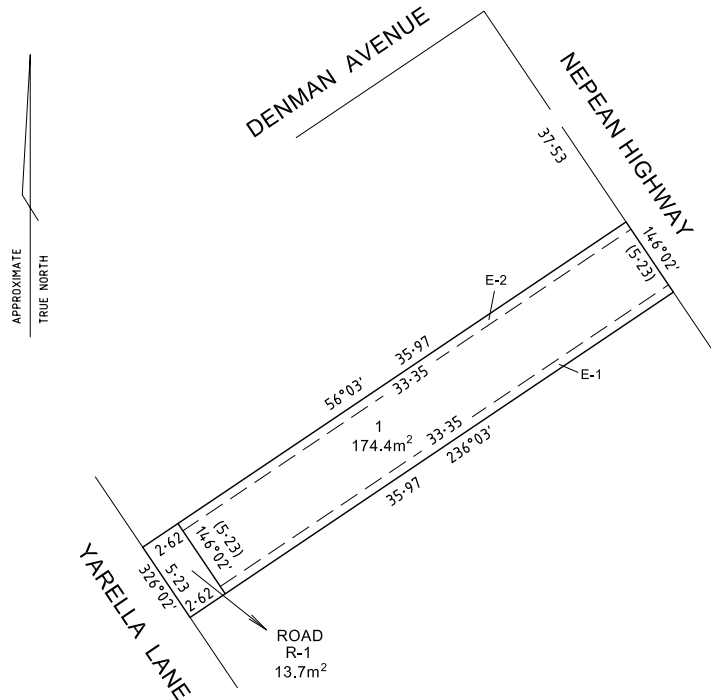 DENMAN AVENUE
NEPEAN HIGHWAY
37·53
146°02'
(5·23)
APPROXIMATE
TRUE NORTH
E-2
35·97
56°03'
33·35
E-1
1
174.4m²
33·35
236°03'
35·97
(5·23)
146°02'
2·62
5·23
326°02'
2·62
YARELLA LANE
ROAD
R-1
13.7m²